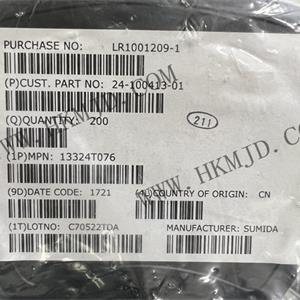 PURCHASE NO: LR1001209-1
(P)CUST. PART NO: 24-100413-01
(Q)QUANTITY: 200
211
(1P)MPN: 13324T076
(9D)DATE CODE: 1721
(4L)COUNTRY OF ORIGIN: CN
(1T)LOTNO: C70522TDA
MANUFACTURER: SUMIDA
WWW.HKMJD.COM